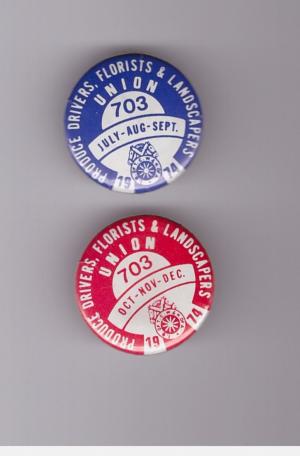 PRODUCE DRIVERS, FLORISTS & LANDSCAPERS
UNION
703
JULY-AUG-SEPT.
19 74
PRODUCE DRIVERS, FLORISTS & LANDSCAPERS
UNION
703
OCT-NOV-DEC.
19 74